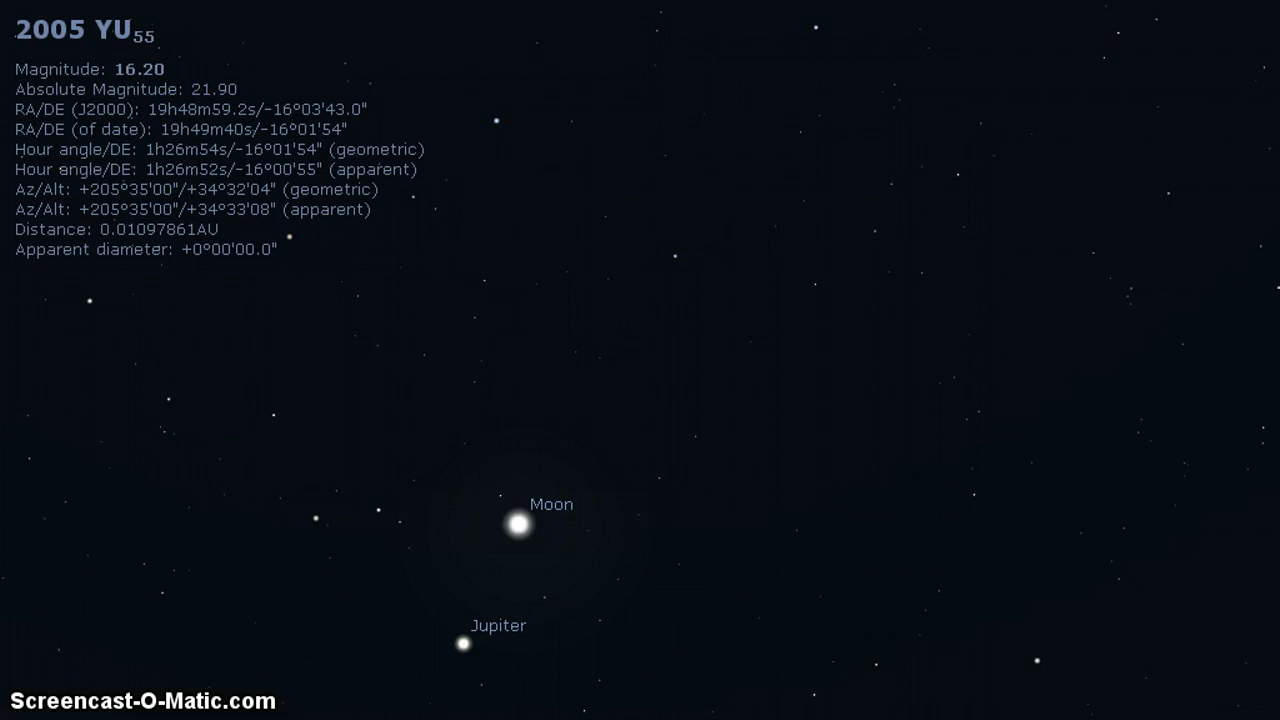 2005 YU55
Magnitude: 16.20
Absolute Magnitude: 21.90
RA/DE (J2000): 19h48m59.2s/-16°03'43.0"
RA/DE (of date): 19h49m40s/-16°01'54"
Hour angle/DE: 1h26m54s/-16°01'54" (geometric)
Hour angle/DE: 1h26m52s/-16°00'55" (apparent)
Az/Alt: +205°35'00"/+34°32'04" (geometric)
Az/Alt: +205°35'00"/+34°33'08" (apparent)
Distance: 0.01097861AU
Apparent diameter: +0°00'00.0"
Moon
Jupiter
Screencast-O-Matic.com